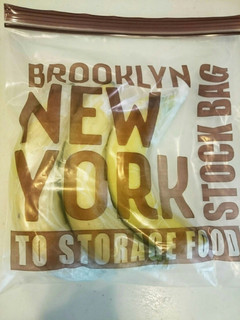 BROOKLYN
NEW
YORK
STOCK BAG
TO STORAGE FOOD